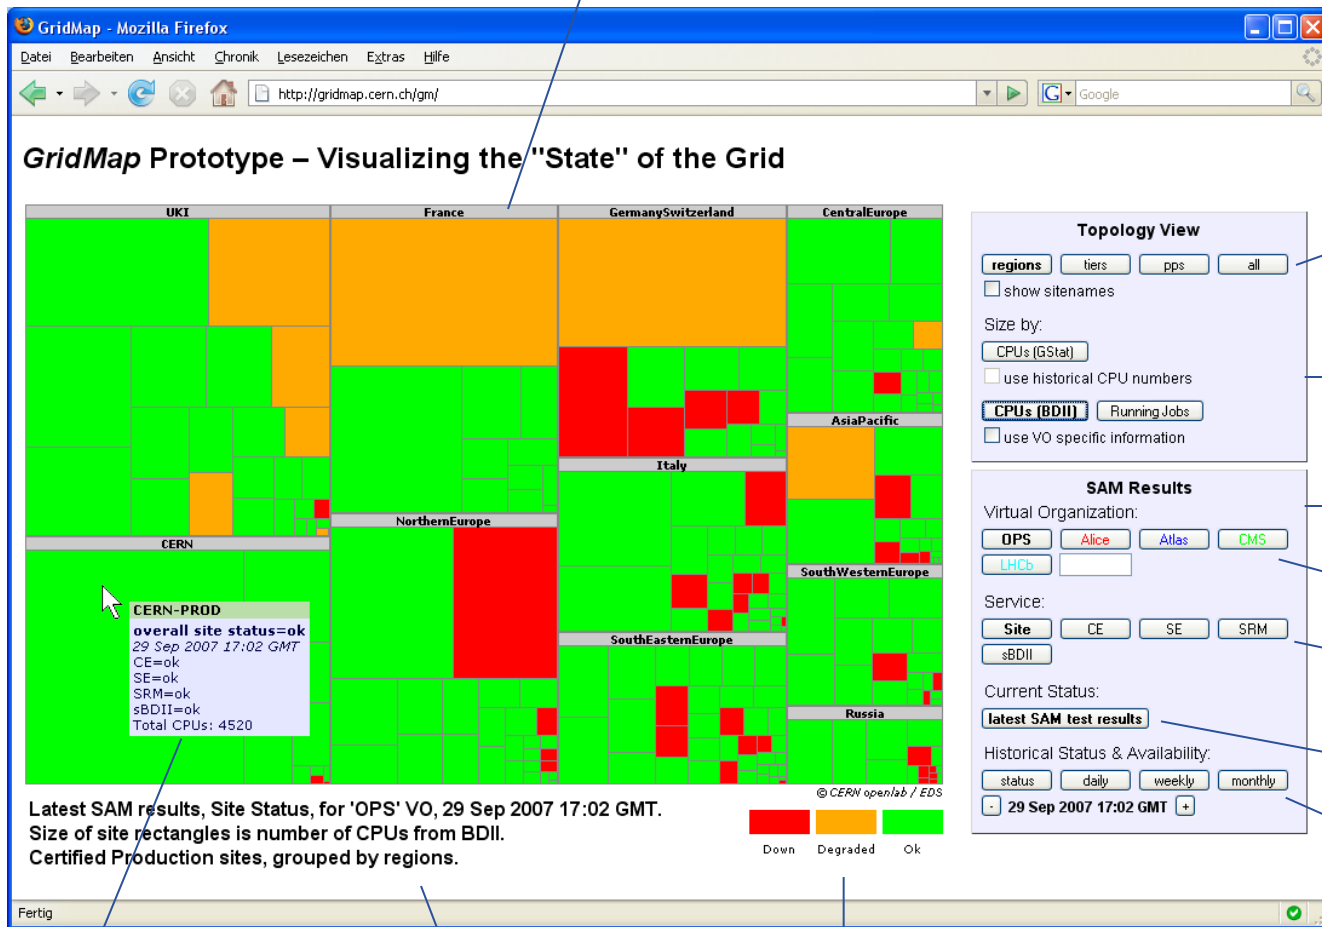 GridMap - Mozilla Firefox
Datei Bearbeiten Ansicht Chronik Lesezeichen Extras Hilfe
http://gridmap.cern.ch/gm/
G Google
GridMap Prototype – Visualizing the "State" of the Grid
UKI
France
GermanySwitzerland
CentralEurope
AsiaPacific
Italy
NorthernEurope
CERN
SouthWesternEurope
SouthEasternEurope
Russia
CERN-PROD
overall site status=ok
29 Sep 2007 17:02 GMT
CE=ok
SE=ok
SRM=ok
sBDII=ok
Total CPUs: 4520
© CERN openlab / EDS
Latest SAM results, Site Status, for 'OPS' VO, 29 Sep 2007 17:02 GMT.
Size of site rectangles is number of CPUs from BDII.
Certified Production sites, grouped by regions.
Down Degraded Ok
Topology View
regions tiers pps all
show sitenames
Size by:
CPUs (GStat)
use historical CPU numbers
CPUs (BDII) Running Jobs
use VO specific information
SAM Results
Virtual Organization:
OPS Alice Atlas CMS
LHCb
Service:
Site CE SE SRM
sBDII
Current Status:
latest SAM test results
Historical Status & Availability:
status daily weekly monthly
- 29 Sep 2007 17:02 GMT +
Fertig